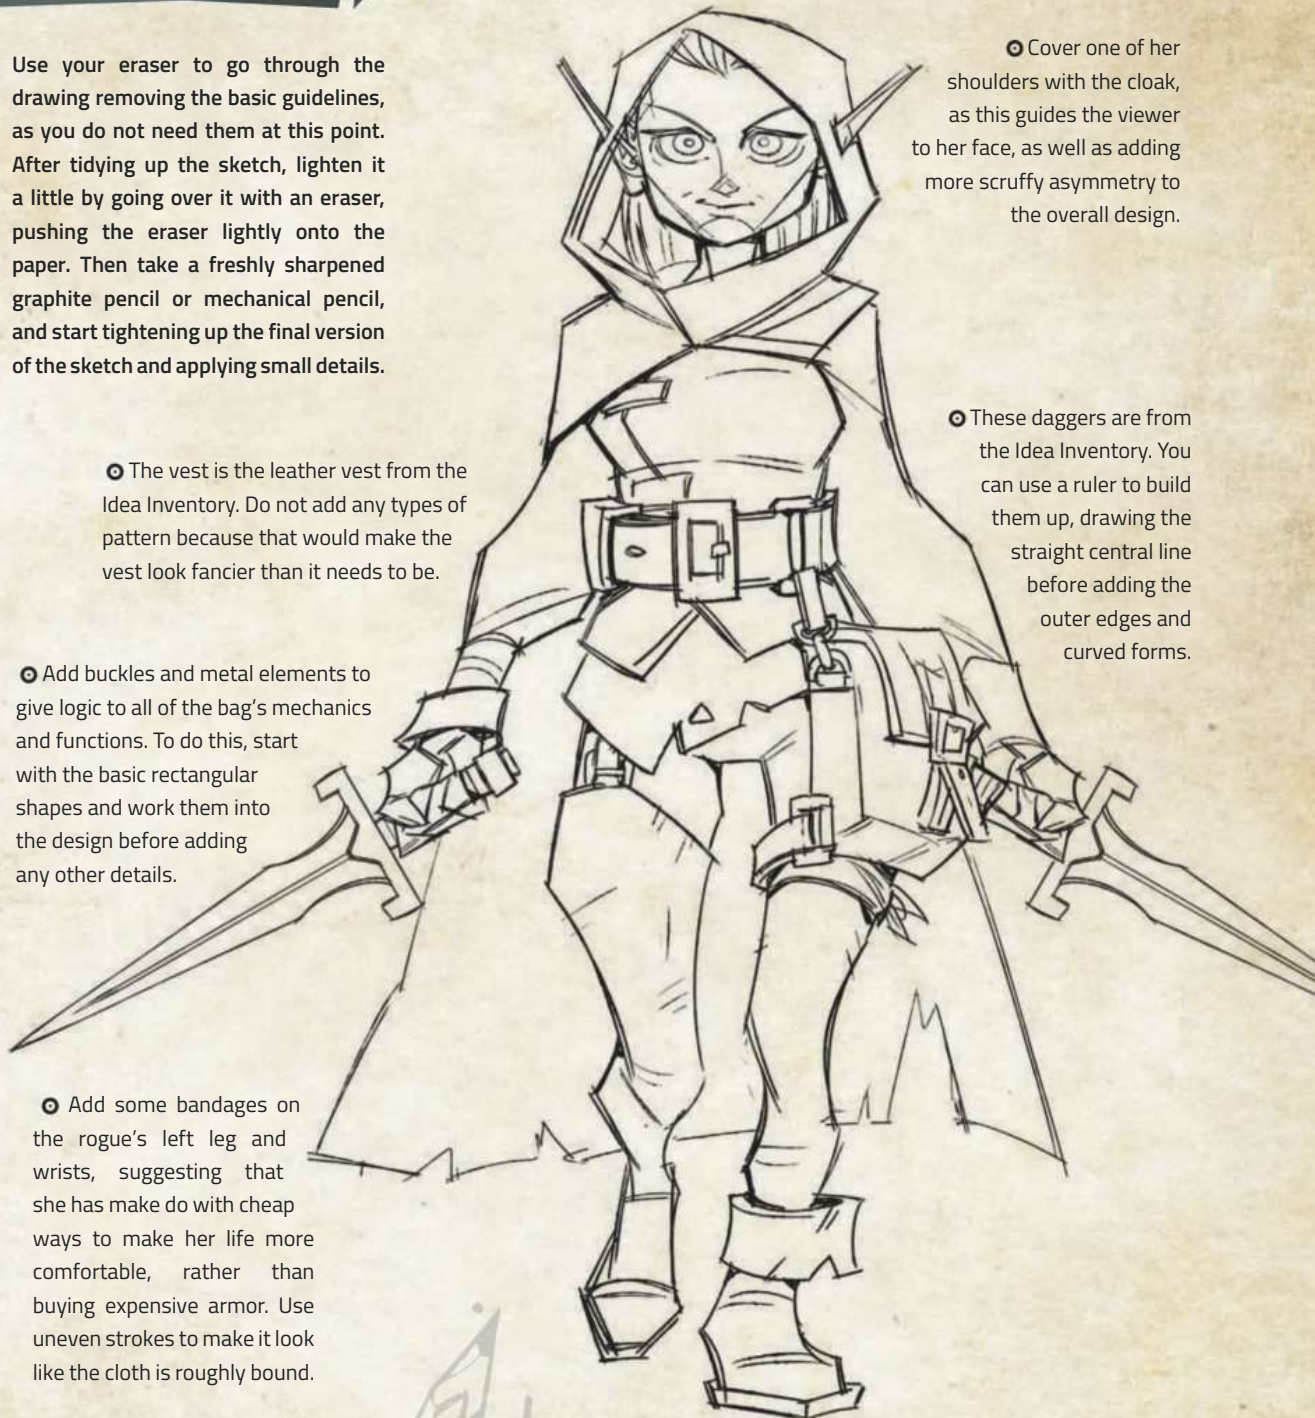 Use your eraser to go through the
drawing removing the basic guidelines,
as you do not need them at this point.
After tidying up the sketch, lighten it
a little by going over it with an eraser,
pushing the eraser lightly onto the
paper. Then take a freshly sharpened
graphite pencil or mechanical pencil,
and start tightening up the final version
of the sketch and applying small details.
Cover one of her
shoulders with the cloak,
as this guides the viewer
to her face, as well as adding
more scruffy asymmetry to
the overall design.
The vest is the leather vest from the
Idea Inventory. Do not add any types of
pattern because that would make the
vest look fancier than it needs to be.
These daggers are from
the Idea Inventory. You
can use a ruler to build
them up, drawing the
straight central line
before adding the
outer edges and
curved forms.
Add buckles and metal elements to
give logic to all of the bag's mechanics
and functions. To do this, start
with the basic rectangular
shapes and work them into
the design before adding
any other details.
Add some bandages on
the rogue's left leg and
wrists, suggesting that
she has make do with cheap
ways to make her life more
comfortable, rather than
buying expensive armor. Use
uneven strokes to make it look
like the cloth is roughly bound.